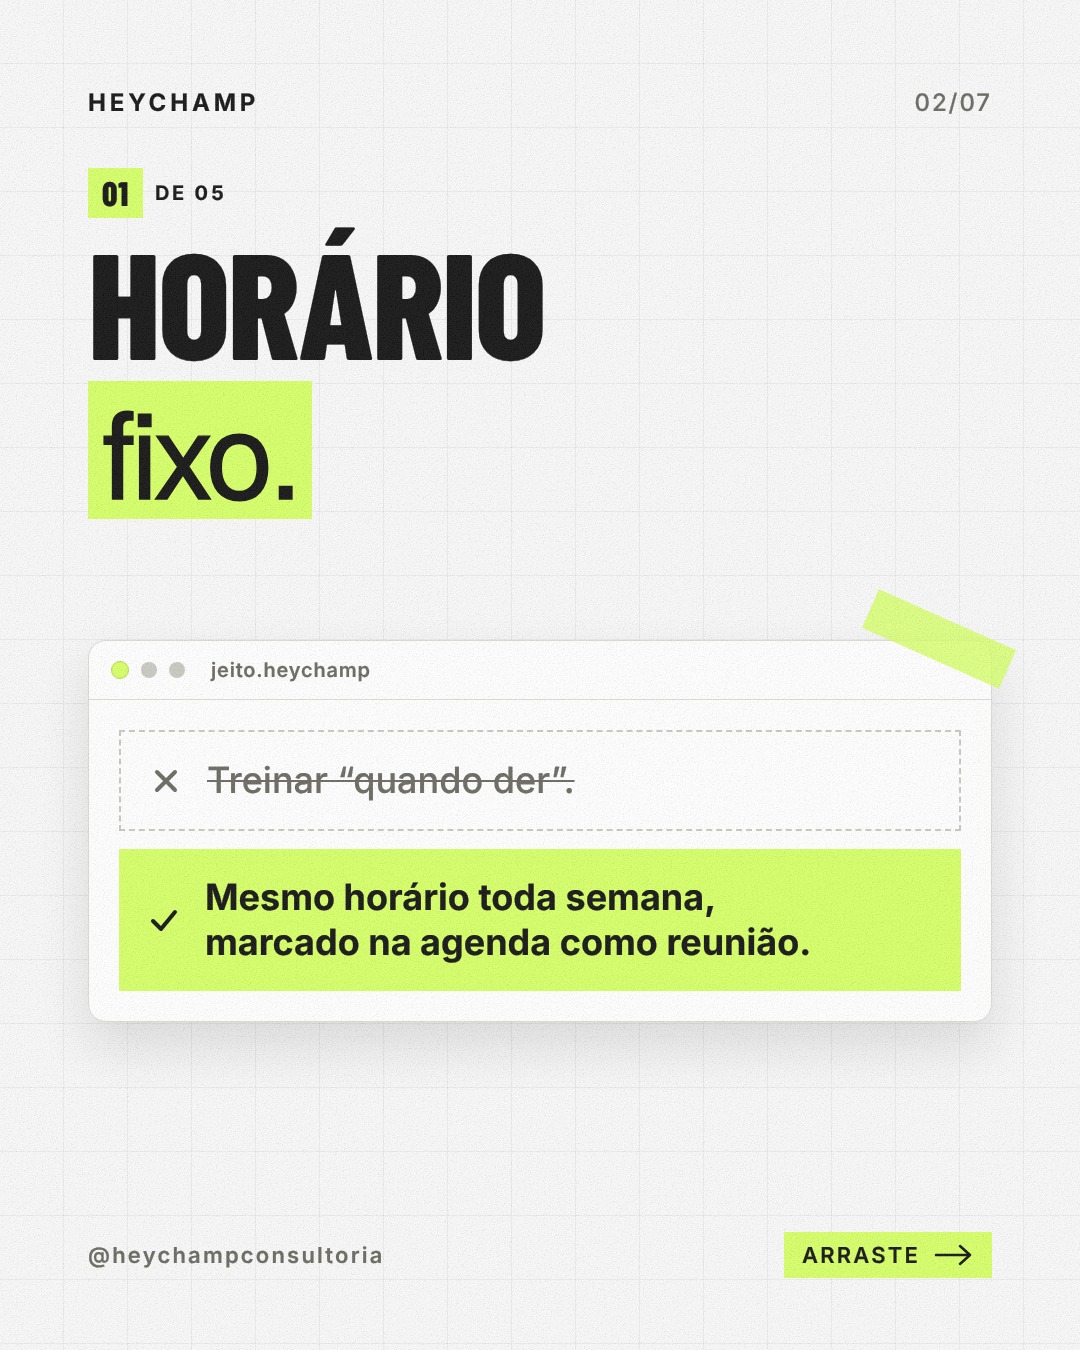 HEYCHAMP
02/07
01 DE 05
HORÁRIO
fixo.
jeito.heychamp
Treinar “quando der”.
Mesmo horário toda semana,
marcado na agenda como reunião.
@heychampconsultoria
ARRASTE